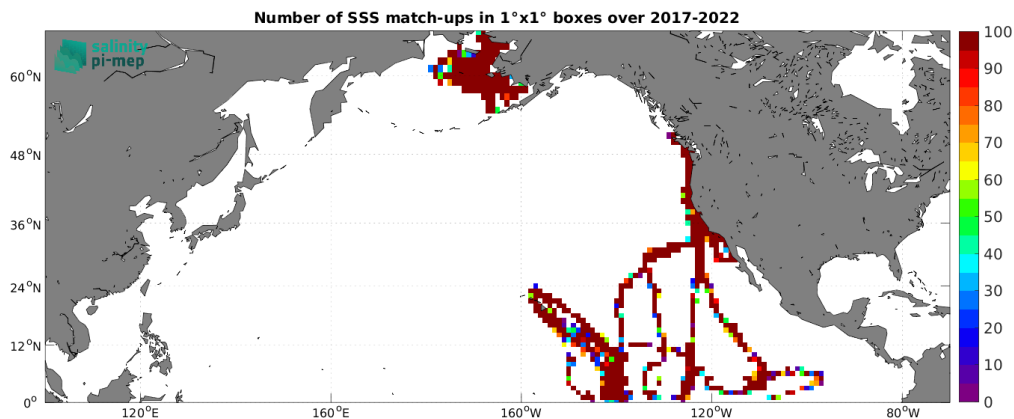 Number of SSS match-ups in 1°x1° boxes over 2017-2022
salinity
pi-mep
60°N
48°N
36°N
24°N
12°N
0°
120°E
160°E
160°W
120°W
80°W
100
90
80
70
60
50
40
30
20
10
0